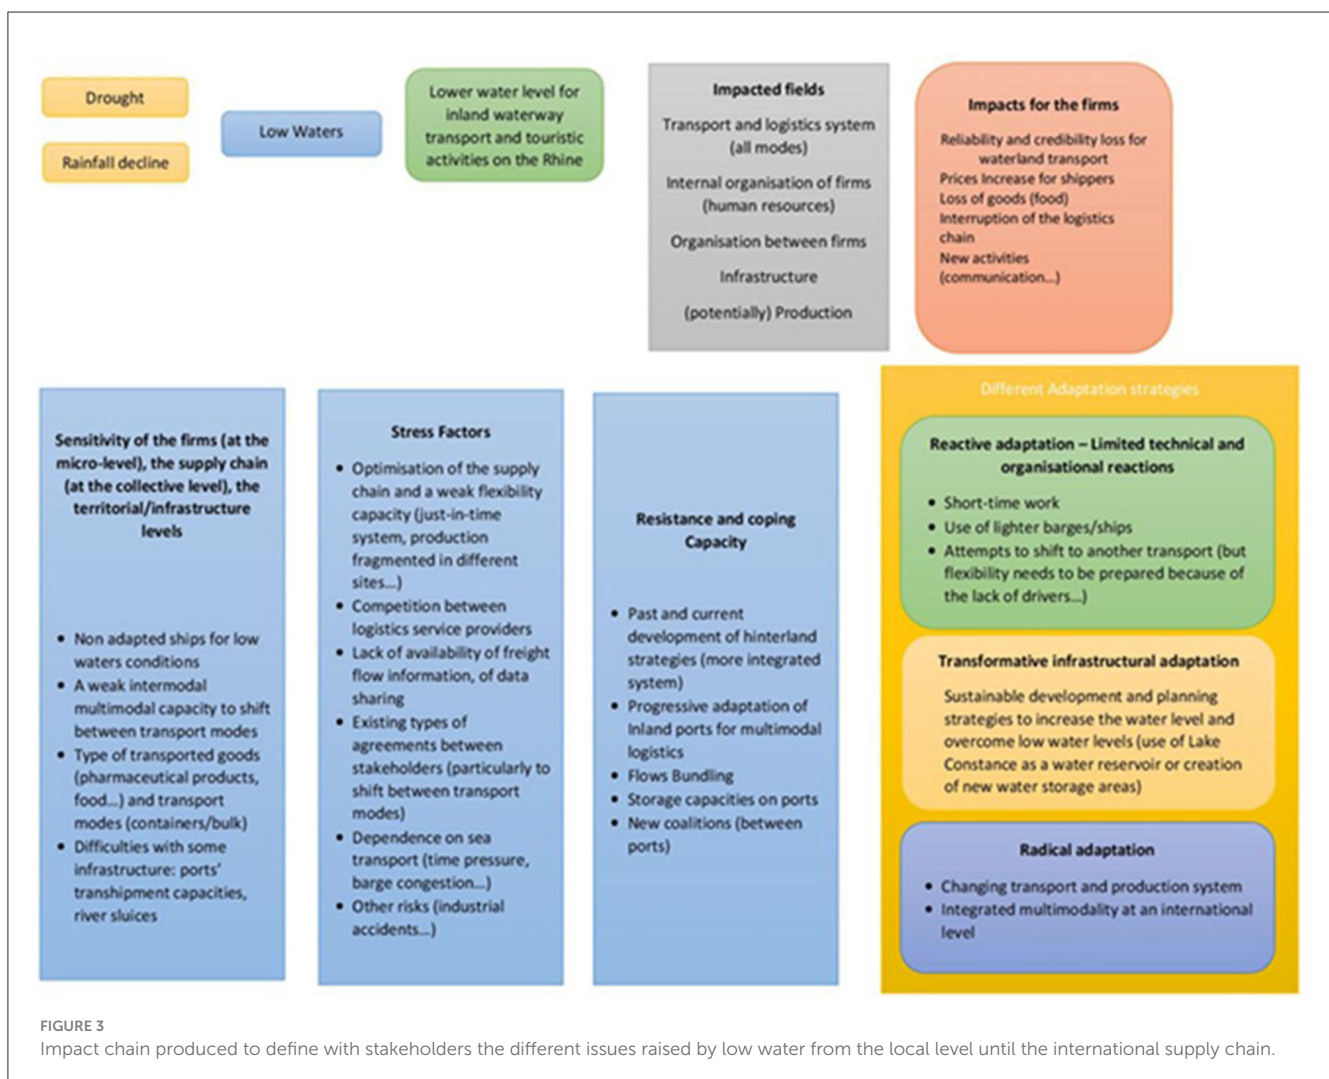 Drought
Rainfall decline
Low Waters
Lower water level for
inland waterway
transport and touristic
activities on the Rhine
Impacted fields
Transport and logistics system
(all modes)
Internal organisation of firms
(human resources)
Organisation between firms
Infrastructure
(potentially) Production
Impacts for the firms
Reliability and credibility loss for
waterland transport
Prices Increase for shippers
Loss of goods (food)
Interruption of the logistics
chain
New activities
(communication...)
Sensitivity of the firms (at the
micro-level), the supply chain
(at the collective level), the
territorial/infrastructure
levels
• Non adapted ships for low
waters conditions
• A weak intermodal
multimodal capacity to shift
between transport modes
• Type of transported goods
(pharmaceutical products,
food...) and transport
modes (containers/bulk)
• Difficulties with some
infrastructure: ports'
transhipment capacities,
river sluices
Stress Factors
• Optimisation of the supply
chain and a weak flexibility
capacity (just-in-time
system, production
fragmented in different
sites...)
• Competition between
logistics service providers
• Lack of availability of freight
flow information, of data
sharing
• Existing types of
agreements between
stakeholders (particularly to
shift between transport
modes)
• Dependence on sea
transport (time pressure,
barge congestion...)
• Other risks (industrial
accidents...)
Resistance and coping
Capacity
• Past and current
development of hinterland
strategies (more integrated
system)
• Progressive adaptation of
Inland ports for multimodal
logistics
• Flows Bundling
• Storage capacities on ports
• New coalitions (between
ports)
Different Adaptation strategies
Reactive adaptation – Limited technical and
organisational reactions
• Short-time work
• Use of lighter barges/ships
• Attempts to shift to another transport (but
flexibility needs to be prepared because of
the lack of drivers...)
Transformative infrastructural adaptation
Sustainable development and planning
strategies to increase the water level and
overcome low water levels (use of Lake
Constance as a water reservoir or creation
of new water storage areas)
Radical adaptation
• Changing transport and production system
• Integrated multimodality at an international
level
FIGURE 3
Impact chain produced to define with stakeholders the different issues raised by low water from the local level until the international supply chain.